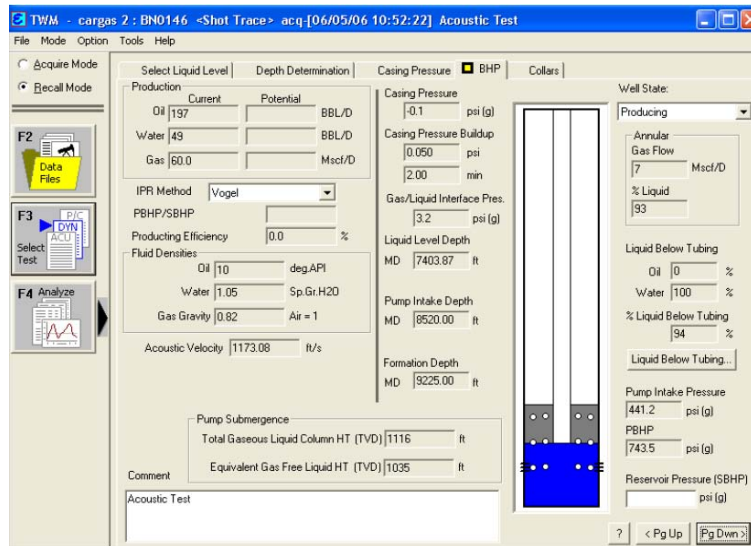 TWM - cargas 2 : BN0146 <Shot Trace> acq-[06/05/06 10:52:22] Acoustic Test
File Mode Option Tools Help
Acquire Mode
Recall Mode
F2
Data
Files
F3
P/C
DYN
ACU
Select
Test
F4 Analyze
Select Liquid Level
Depth Determination
Casing Pressure
BHP
Collars
Production
Current Potential
Oil 197 BBL/D
Water 49 BBL/D
Gas 60.0 Mscf/D
IPR Method Vogel
PBHP/SBHP
Producting Efficiency 0.0 %
Fluid Densities
Oil 10 deg.API
Water 1.05 Sp.Gr.H2O
Gas Gravity 0.82 Air = 1
Acoustic Velocity 1173.08 ft/s
Casing Pressure
-0.1 psi (g)
Casing Pressure Buildup
0.050 psi
2.00 min
Gas/Liquid Interface Pres.
3.2 psi (g)
Liquid Level Depth
MD 7403.87 ft
Pump Intake Depth
MD 8520.00 ft
Formation Depth
MD 9225.00 ft
Pump Submergence
Total Gaseous Liquid Column HT (TVD) 1116 ft
Equivalent Gas Free Liquid HT (TVD) 1035 ft
Comment
Acoustic Test
Well State:
Producing
Annular
Gas Flow
7 Mscf/D
% Liquid
93
Liquid Below Tubing
Oil 0 %
Water 100 %
% Liquid Below Tubing
94 %
Liquid Below Tubing...
Pump Intake Pressure
441.2 psi (g)
PBHP
743.5 psi (g)
Reservoir Pressure (SBHP)
psi (g)
? < Pg Up Pg Dwn >